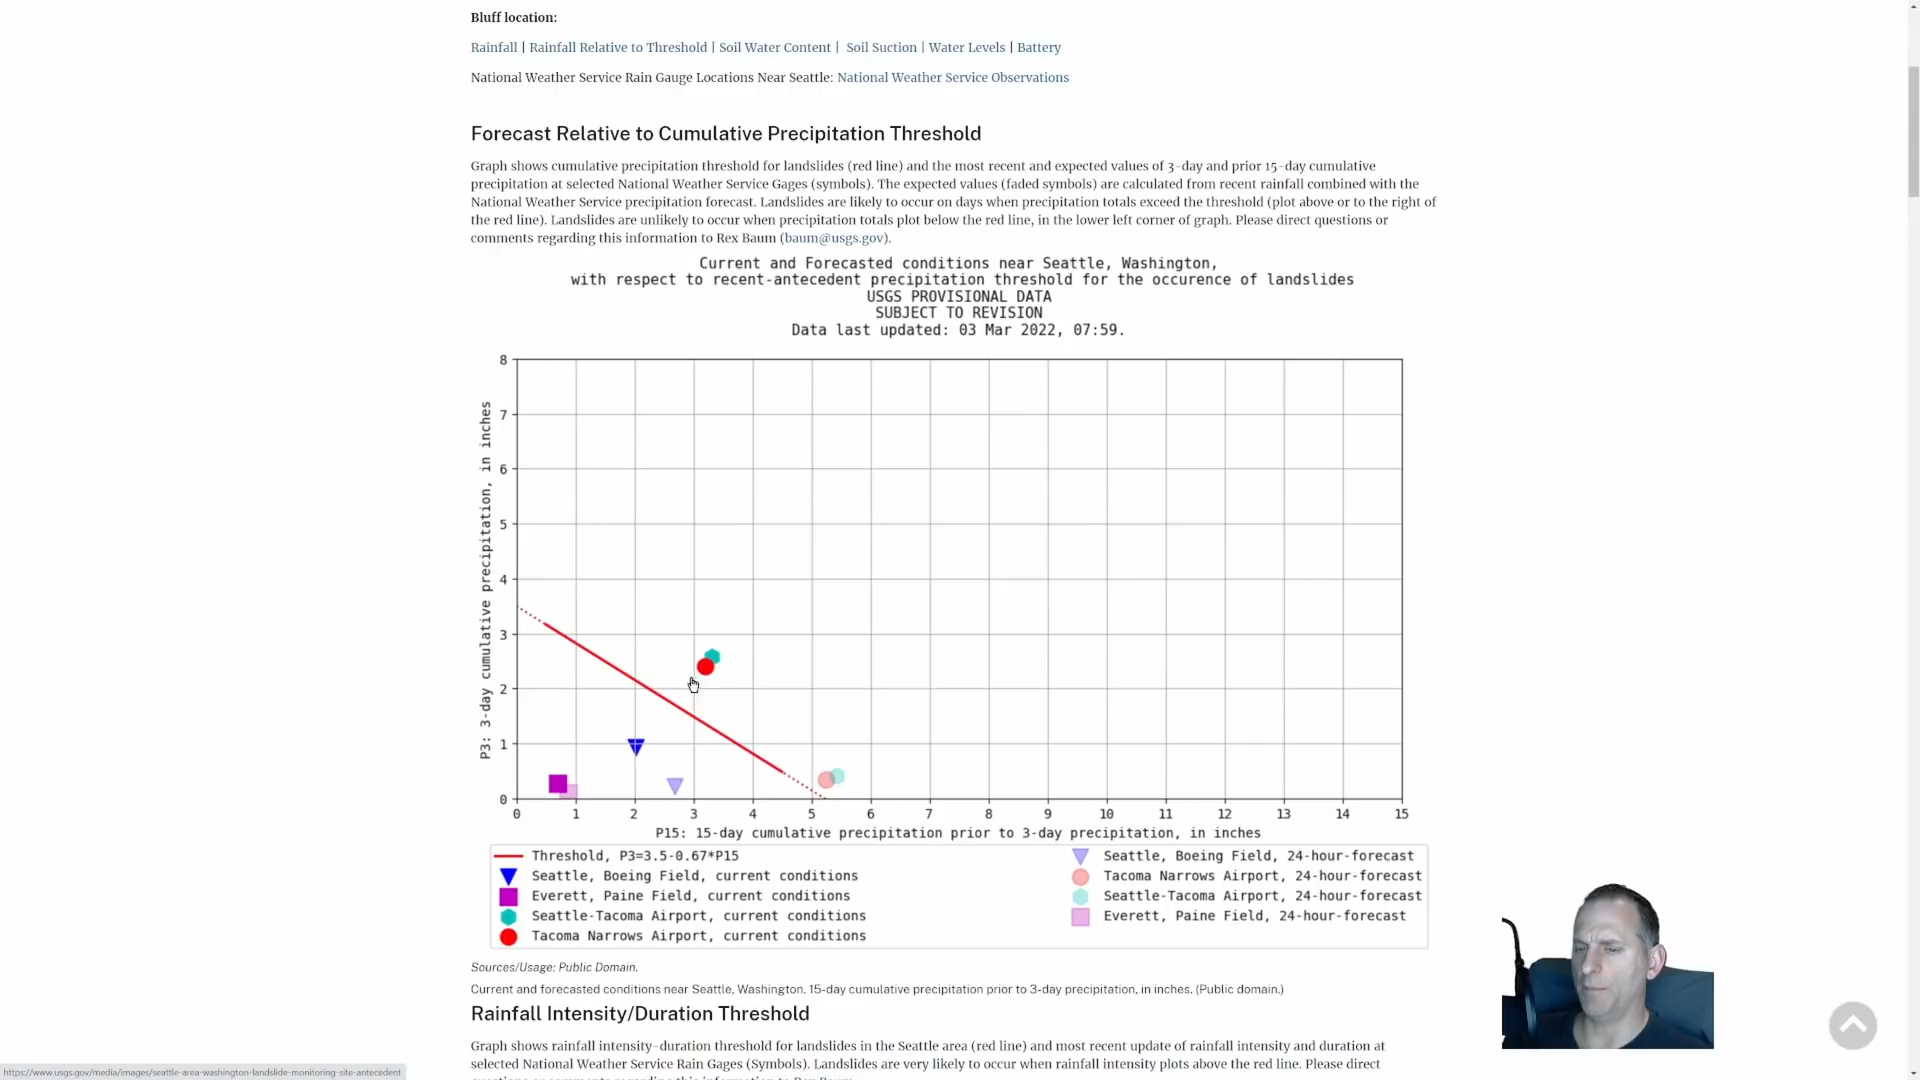 Bluff location:
Rainfall | Rainfall Relative to Threshold | Soil Water Content | Soil Suction | Water Levels | Battery
National Weather Service Rain Gauge Locations Near Seattle: National Weather Service Observations
Forecast Relative to Cumulative Precipitation Threshold
Graph shows cumulative precipitation threshold for landslides (red line) and the most recent and expected values of 3-day and prior 15-day cumulative
precipitation at selected National Weather Service Gages (symbols). The expected values (faded symbols) are calculated from recent rainfall combined with the
National Weather Service precipitation forecast. Landslides are likely to occur on days when precipitation totals exceed the threshold (plot above or to the right of
the red line). Landslides are unlikely to occur when precipitation totals plot below the red line, in the lower left corner of graph. Please direct questions or
comments regarding this information to Rex Baum (baum@usgs.gov).
Current and Forecasted conditions near Seattle, Washington,
with respect to recent-antecedent precipitation threshold for the occurence of landslides
USGS PROVISIONAL DATA
SUBJECT TO REVISION
Data last updated: 03 Mar 2022, 07:59.
P3: 3-day cumulative precipitation, in inches
8
7
6
5
4
3
2
1
0
0 1 2 3 4 5 6 7 8 9 10 11 12 13 14 15
P15: 15-day cumulative precipitation prior to 3-day precipitation, in inches
Threshold, P3=3.5-0.67*P15
Seattle, Boeing Field, current conditions
Everett, Paine Field, current conditions
Seattle-Tacoma Airport, current conditions
Tacoma Narrows Airport, current conditions
Seattle, Boeing Field, 24-hour-forecast
Tacoma Narrows Airport, 24-hour-forecast
Seattle-Tacoma Airport, 24-hour-forecast
Everett, Paine Field, 24-hour-forecast
Sources/Usage: Public Domain.
Current and forecasted conditions near Seattle, Washington. 15-day cumulative precipitation prior to 3-day precipitation, in inches. (Public domain.)
Rainfall Intensity/Duration Threshold
Graph shows rainfall intensity-duration threshold for landslides in the Seattle area (red line) and most recent update of rainfall intensity and duration at
selected National Weather Service Rain Gages (Symbols). Landslides are very likely to occur when rainfall intensity plots above the red line. Please direct
https://www.usgs.gov/media/images/seattle-area-washington-landslide-monitoring-site-antecedent